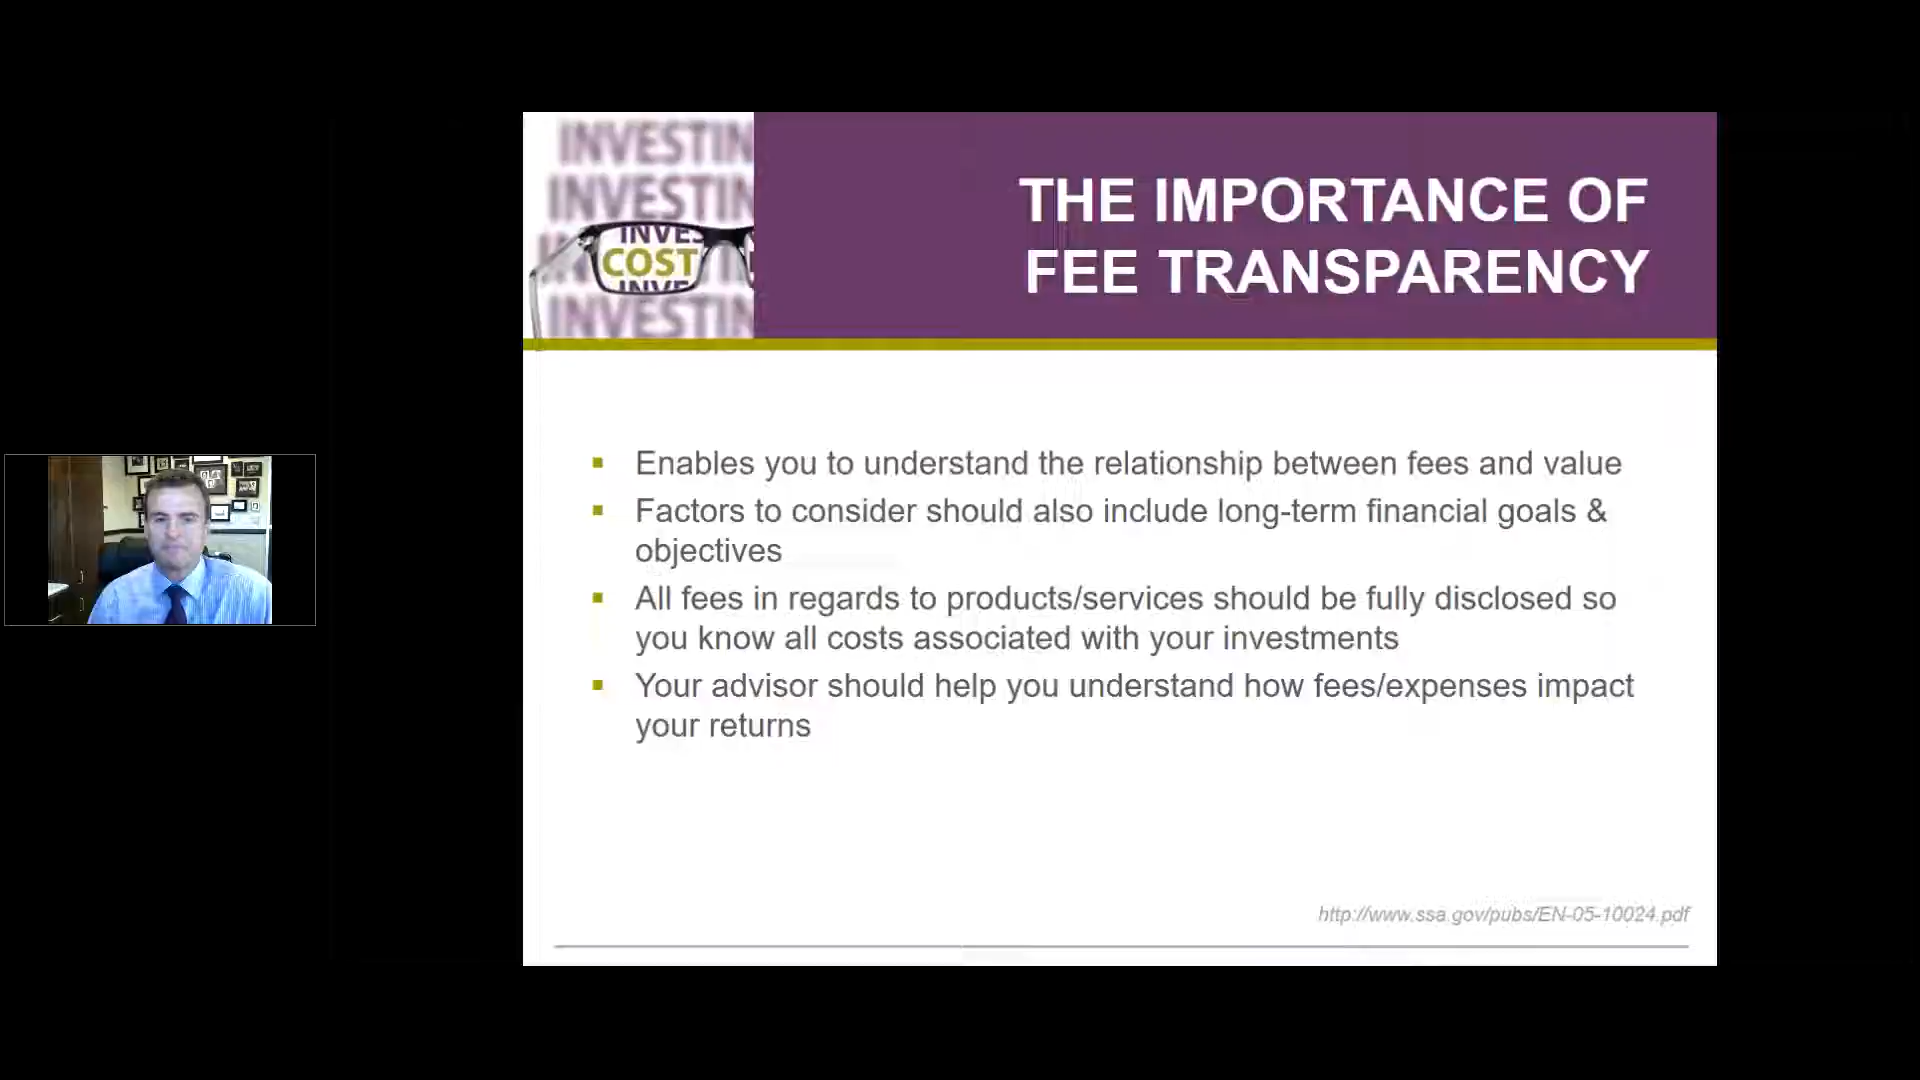 INVESTIN
INVESTIN
INVES
COST
INVE
INVESTIN
THE IMPORTANCE OF
FEE TRANSPARENCY
▪ Enables you to understand the relationship between fees and value
▪ Factors to consider should also include long-term financial goals &
objectives
▪ All fees in regards to products/services should be fully disclosed so
you know all costs associated with your investments
▪ Your advisor should help you understand how fees/expenses impact
your returns
http://www.ssa.gov/pubs/EN-05-10024.pdf